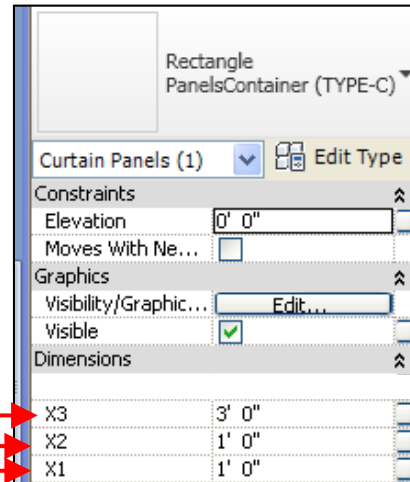 Rectangle
PanelsContainer (TYPE-C)
Curtain Panels (1) Edit Type
Constraints
Elevation 0' 0"
Moves With Ne...
Graphics
Visibility/Graphic... Edit...
Visible
Dimensions
X3 3' 0"
X2 1' 0"
X1 1' 0"